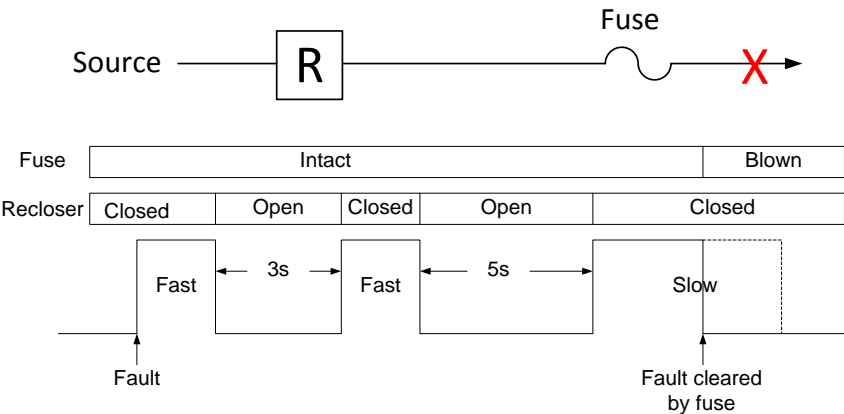 Fuse
Source
R
X
Fuse Intact Blown
Recloser Closed Open Closed Open Closed
Fast 3s Fast 5s Slow
Fault
Fault cleared
by fuse